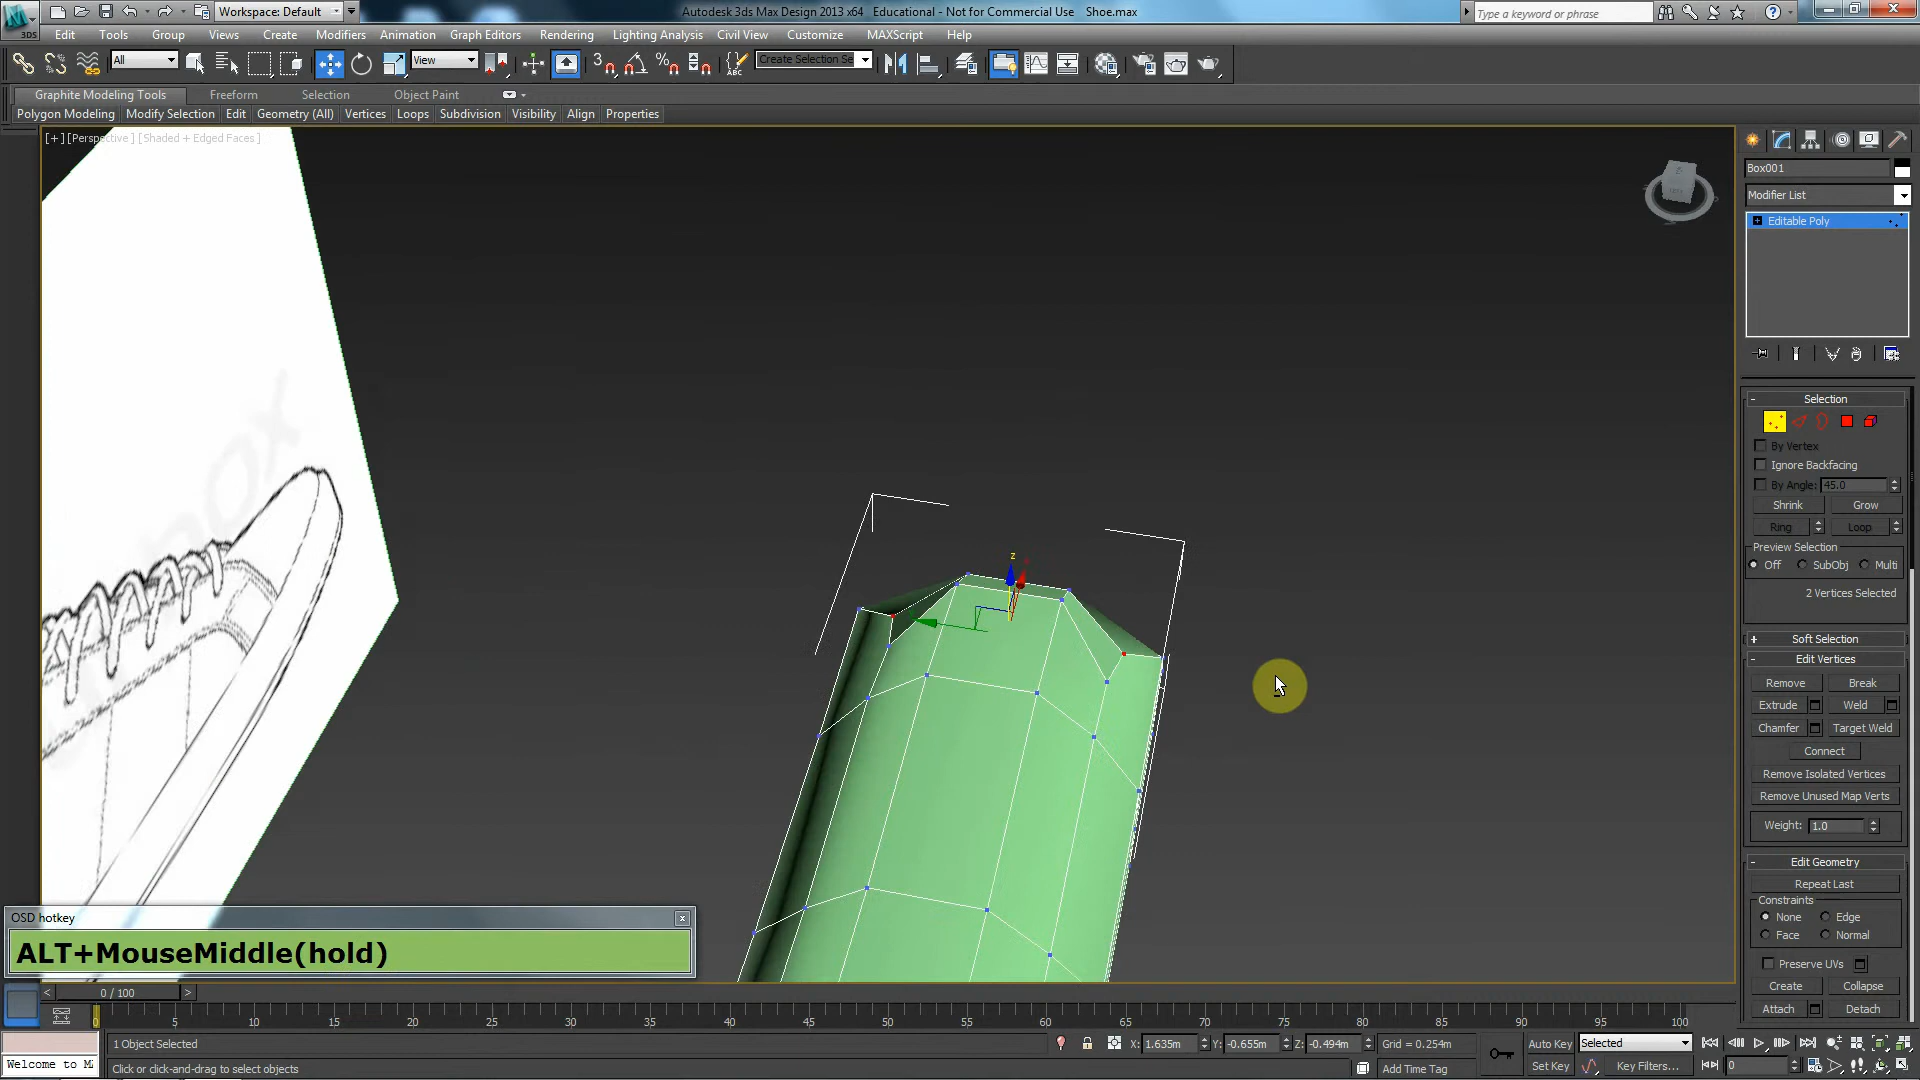 Workspace: Default
Autodesk 3ds Max Design 2013 x64 Educational - Not for Commercial Use Shoe.max
Type a keyword or phrase
3DS
Edit Tools Group Views Create Modifiers Animation Graph Editors Rendering Lighting Analysis Civil View Customize MAXScript Help
All
View
3
ABC
Create Selection Se
Graphite Modeling Tools Freeform Selection Object Paint
Polygon Modeling Modify Selection Edit Geometry (All) Vertices Loops Subdivision Visibility Align Properties
[+] [Perspective] [Shaded + Edged Faces]
Box001
Modifier List
Editable Poly
Selection
By Vertex
Ignore Backfacing
By Angle: 45.0
Shrink Grow
Ring Loop
Preview Selection
Off SubObj Multi
2 Vertices Selected
Soft Selection
Edit Vertices
Remove Break
Extrude Weld
Chamfer Target Weld
Connect
Remove Isolated Vertices
Remove Unused Map Verts
Weight: 1.0
Edit Geometry
Repeat Last
Constraints
None Edge
Face Normal
Preserve UVs
Create Collapse
Attach Detach
z
OSD hotkey
ALT+MouseMiddle(hold)
0 / 100
5 10 15 20 25 30 35 40 45 50 55 60 65 70 75 80 85 90 95 100
1 Object Selected
X: 1.635m Y: -0.655m Z: -0.494m Grid = 0.254m
Auto Key Selected
Welcome to M
Click or click-and-drag to select objects
Add Time Tag
Set Key Key Filters... 0